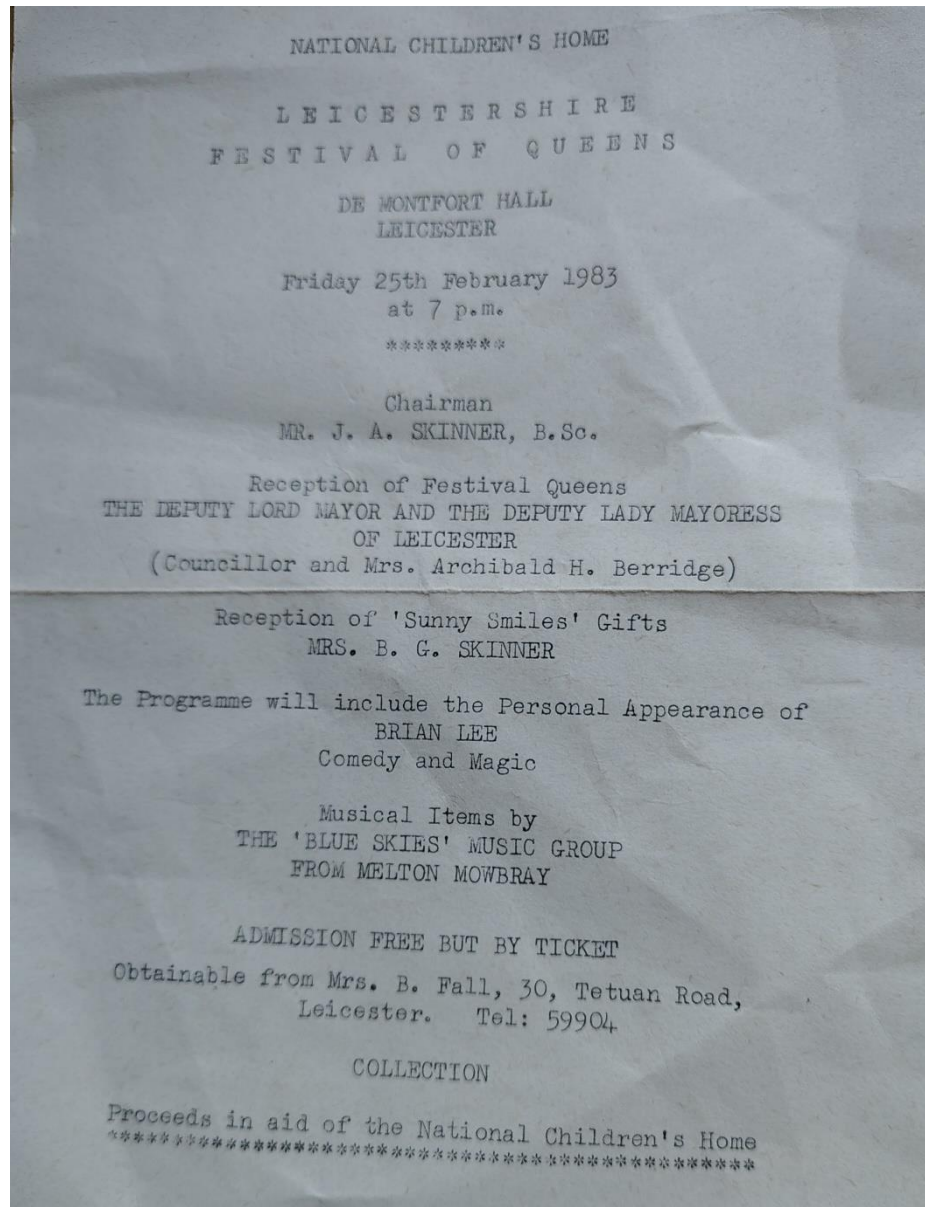 NATIONAL CHILDREN'S HOME
LEICESTERSHIRE
FESTIVAL OF QUEENS
DE MONTFORT HALL
LEICESTER
Friday 25th February 1983
at 7 p.m.
*********
Chairman
MR. J. A. SKINNER, B.Sc.
Reception of Festival Queens
THE DEPUTY LORD MAYOR AND THE DEPUTY LADY MAYORESS
OF LEICESTER
(Councillor and Mrs. Archibald H. Berridge)
Reception of 'Sunny Smiles' Gifts
MRS. B. G. SKINNER
The Programme will include the Personal Appearance of
BRIAN LEE
Comedy and Magic
Musical Items by
THE 'BLUE SKIES' MUSIC GROUP
FROM MELTON MOWBRAY
ADMISSION FREE BUT BY TICKET
Obtainable from Mrs. B. Fall, 30, Tetuan Road,
Leicester. Tel: 59904
COLLECTION
Proceeds in aid of the National Children's Home
************************************************